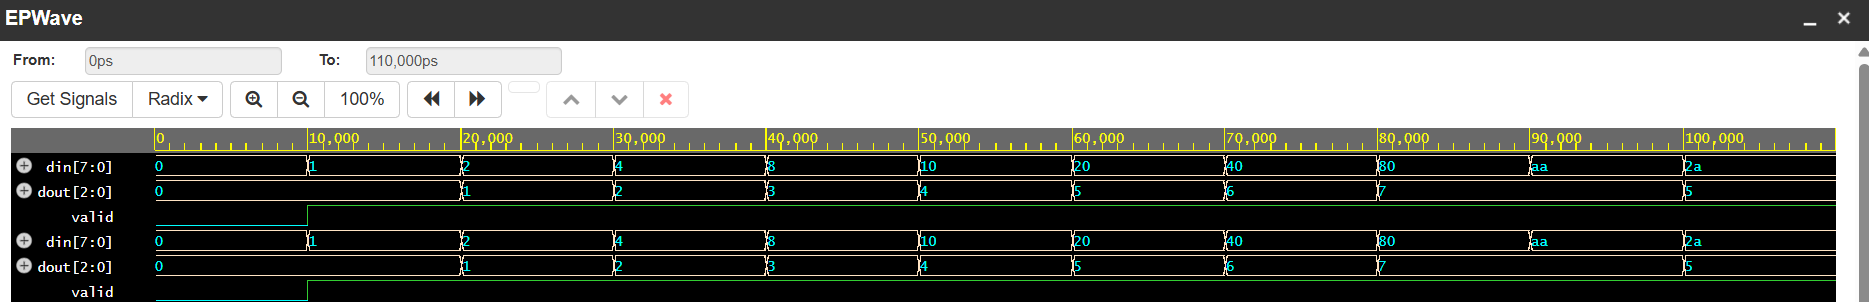 EPWave
From: 0ps To: 110,000ps
Get Signals Radix 100%
0 10,000 20,000 30,000 40,000 50,000 60,000 70,000 80,000 90,000 100,000
din[7:0] 0 1 2 4 8 10 20 40 80 aa 2a
dout[2:0] 0 1 2 3 4 5 6 7 5
valid
din[7:0] 0 1 2 4 8 10 20 40 80 aa 2a
dout[2:0] 0 1 2 3 4 5 6 7 5
valid